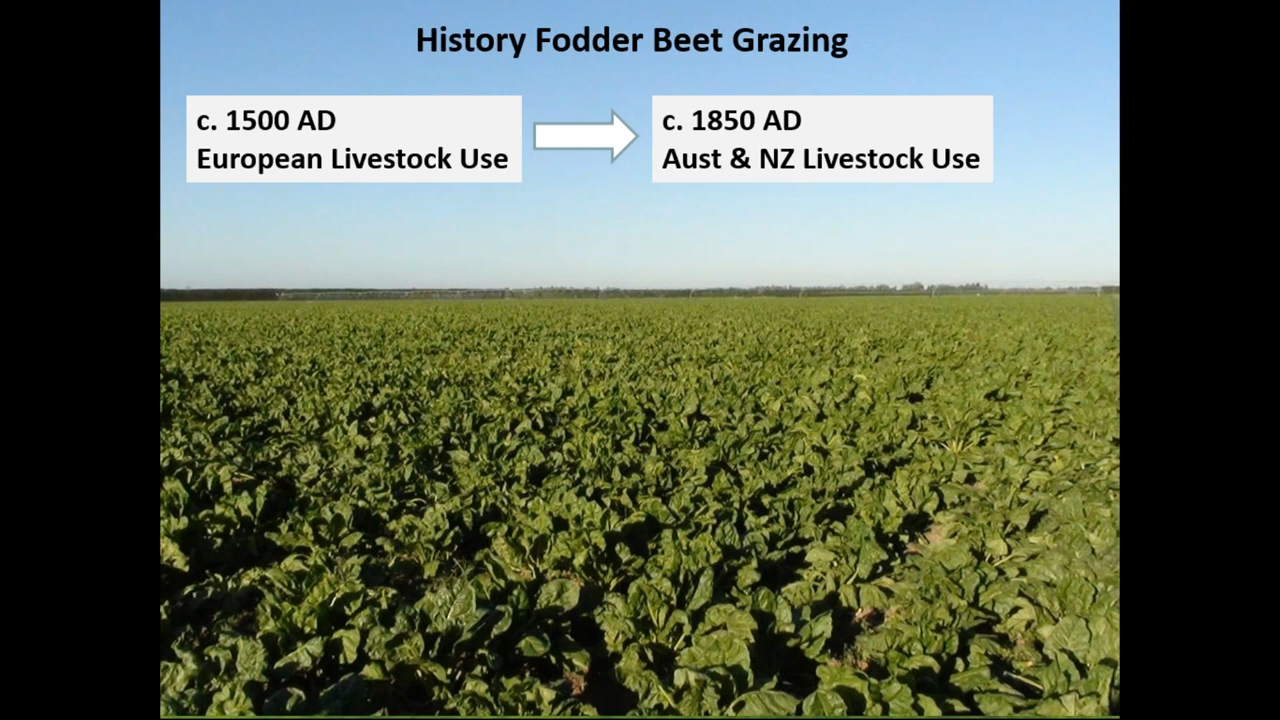 History Fodder Beet Grazing
c. 1500 AD
European Livestock Use
c. 1850 AD
Aust & NZ Livestock Use